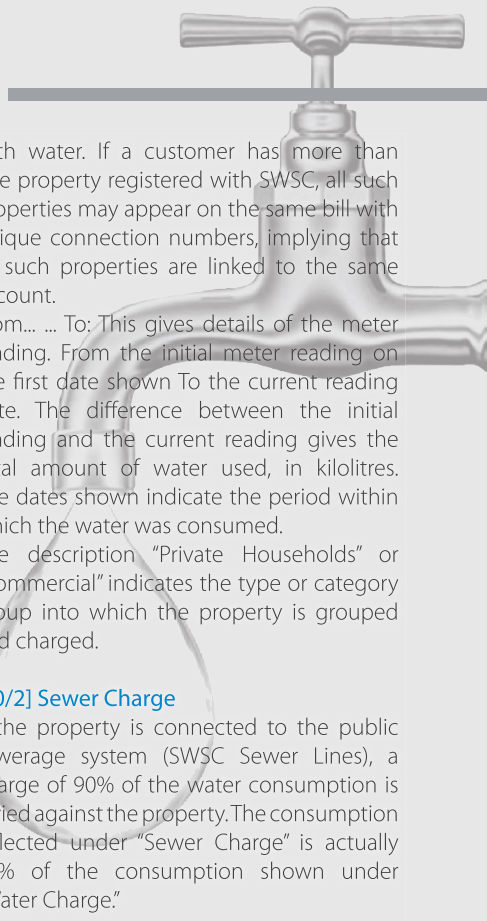 th water. If a customer has more than
e property registered with SWSC, all such
operties may appear on the same bill with
ique connection numbers, implying that
such properties are linked to the same
count.
om... ... To: This gives details of the meter
ading. From the initial meter reading on
e first date shown To the current reading
te. The difference between the initial
ading and the current reading gives the
tal amount of water used, in kilolitres.
e dates shown indicate the period within
hich the water was consumed.
e description “Private Households” or
ommercial” indicates the type or category
oup into which the property is grouped
d charged.
0/2] Sewer Charge
the property is connected to the public
werage system (SWSC Sewer Lines), a
arge of 90% of the water consumption is
ried against the property. The consumption
lected under “Sewer Charge” is actually
% of the consumption shown under
Water Charge.”